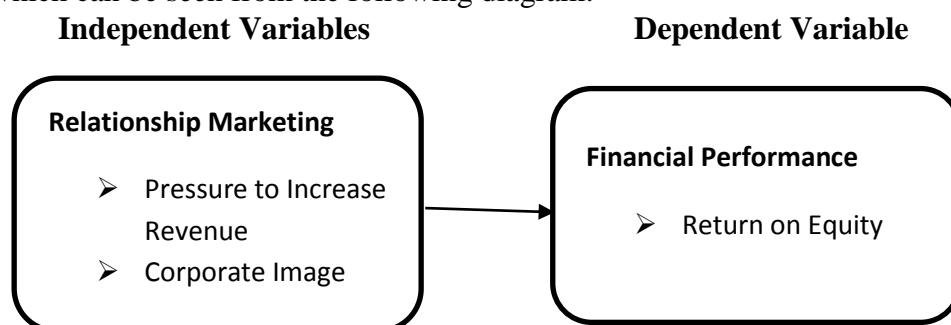 which can be seen from the following diagram:
Independent Variables
Dependent Variable
Relationship Marketing
➢ Pressure to Increase
Revenue
➢ Corporate Image
Financial Performance
➢ Return on Equity